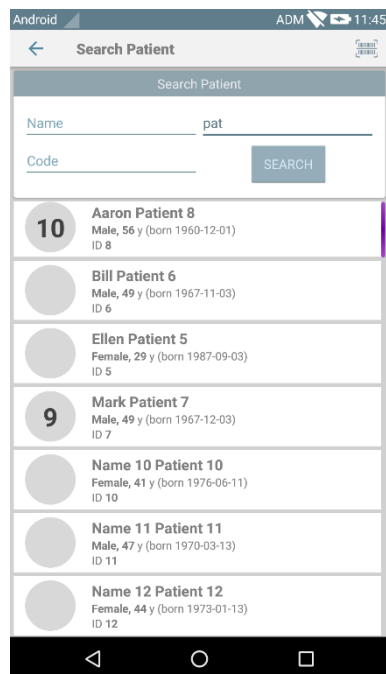 Android ADM 11:45
Search Patient
Search Patient
Name pat
Code SEARCH
10 Aaron Patient 8
Male, 56 y (born 1960-12-01)
ID 8
Bill Patient 6
Male, 49 y (born 1967-11-03)
ID 6
Ellen Patient 5
Female, 29 y (born 1987-09-03)
ID 5
9 Mark Patient 7
Male, 49 y (born 1967-12-03)
ID 7
Name 10 Patient 10
Female, 41 y (born 1976-06-11)
ID 10
Name 11 Patient 11
Male, 47 y (born 1970-03-13)
ID 11
Name 12 Patient 12
Female, 44 y (born 1973-01-13)
ID 12